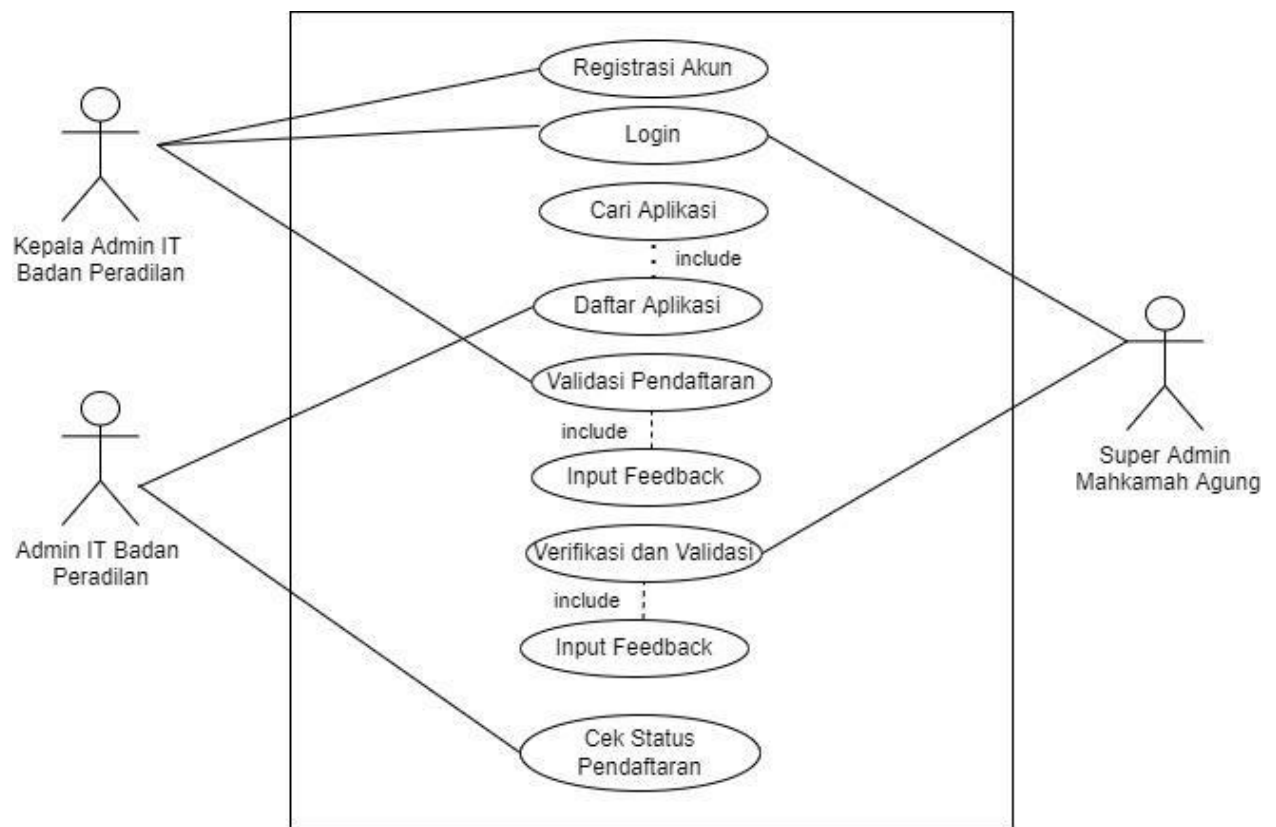 Registrasi Akun
Login
Cari Aplikasi
Kepala Admin IT
Badan Peradilan
include
Daftar Aplikasi
Validasi Pendaftaran
include
Super Admin
Mahkamah Agung
Input Feedback
Admin IT Badan
Peradilan
Verifikasi dan Validasi
include
Input Feedback
Cek Status
Pendaftaran